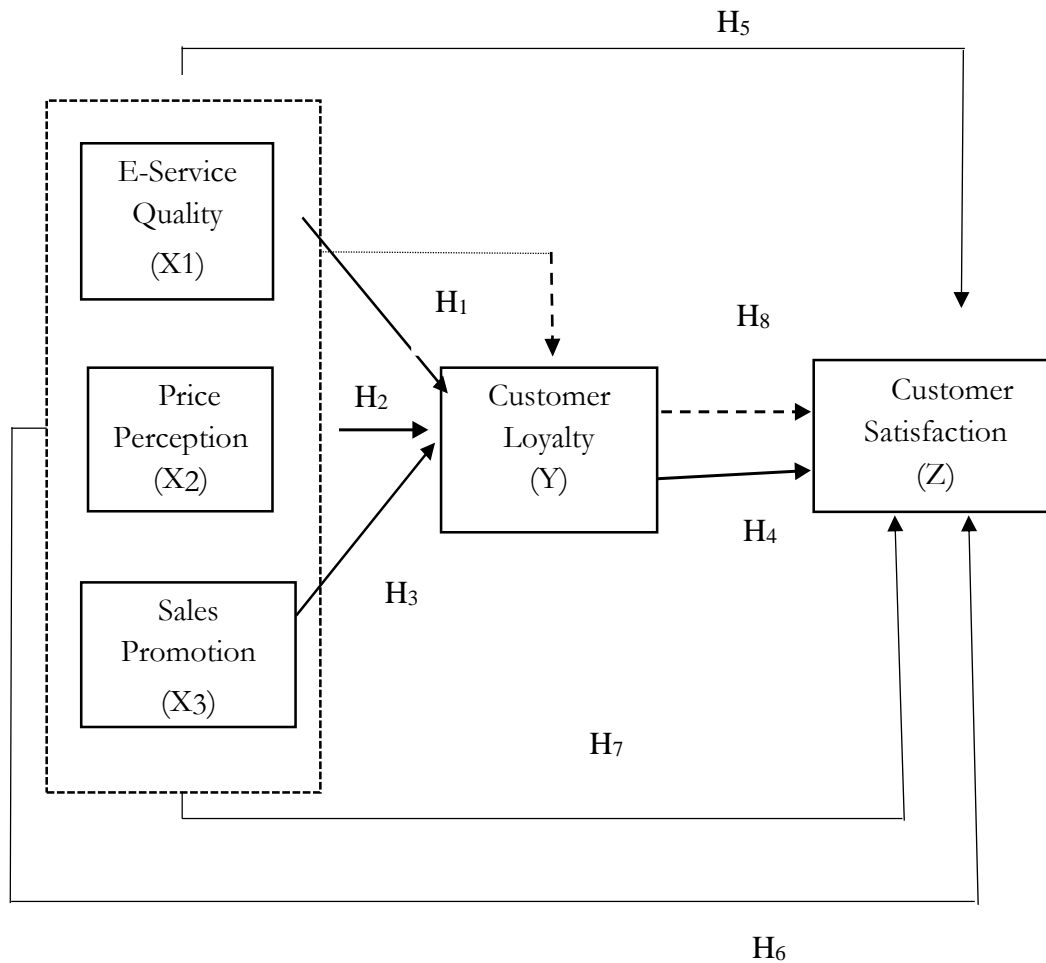 H₅
E-Service
Quality
(X1)
H₁
H₈
Price
Perception
(X2)
H₂
Customer
Loyalty
(Y)
Customer
Satisfaction
(Z)
H₄
H₃
Sales
Promotion
(X3)
H₇
H₆